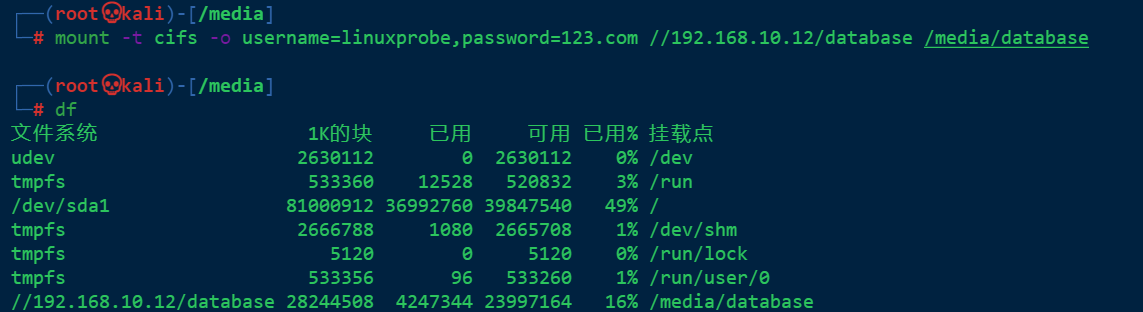 ┌──(root💀kali)-[/media]
└─# mount -t cifs -o username=linuxprobe,password=123.com //192.168.10.12/database /media/database
┌──(root💀kali)-[/media]
└─# df
文件系统 1K的块 已用 可用 已用% 挂载点
udev 2630112 0 2630112 0% /dev
tmpfs 533360 12528 520832 3% /run
/dev/sda1 81000912 36992760 39847540 49% /
tmpfs 2666788 1080 2665708 1% /dev/shm
tmpfs 5120 0 5120 0% /run/lock
tmpfs 533356 96 533260 1% /run/user/0
//192.168.10.12/database 28244508 4247344 23997164 16% /media/database